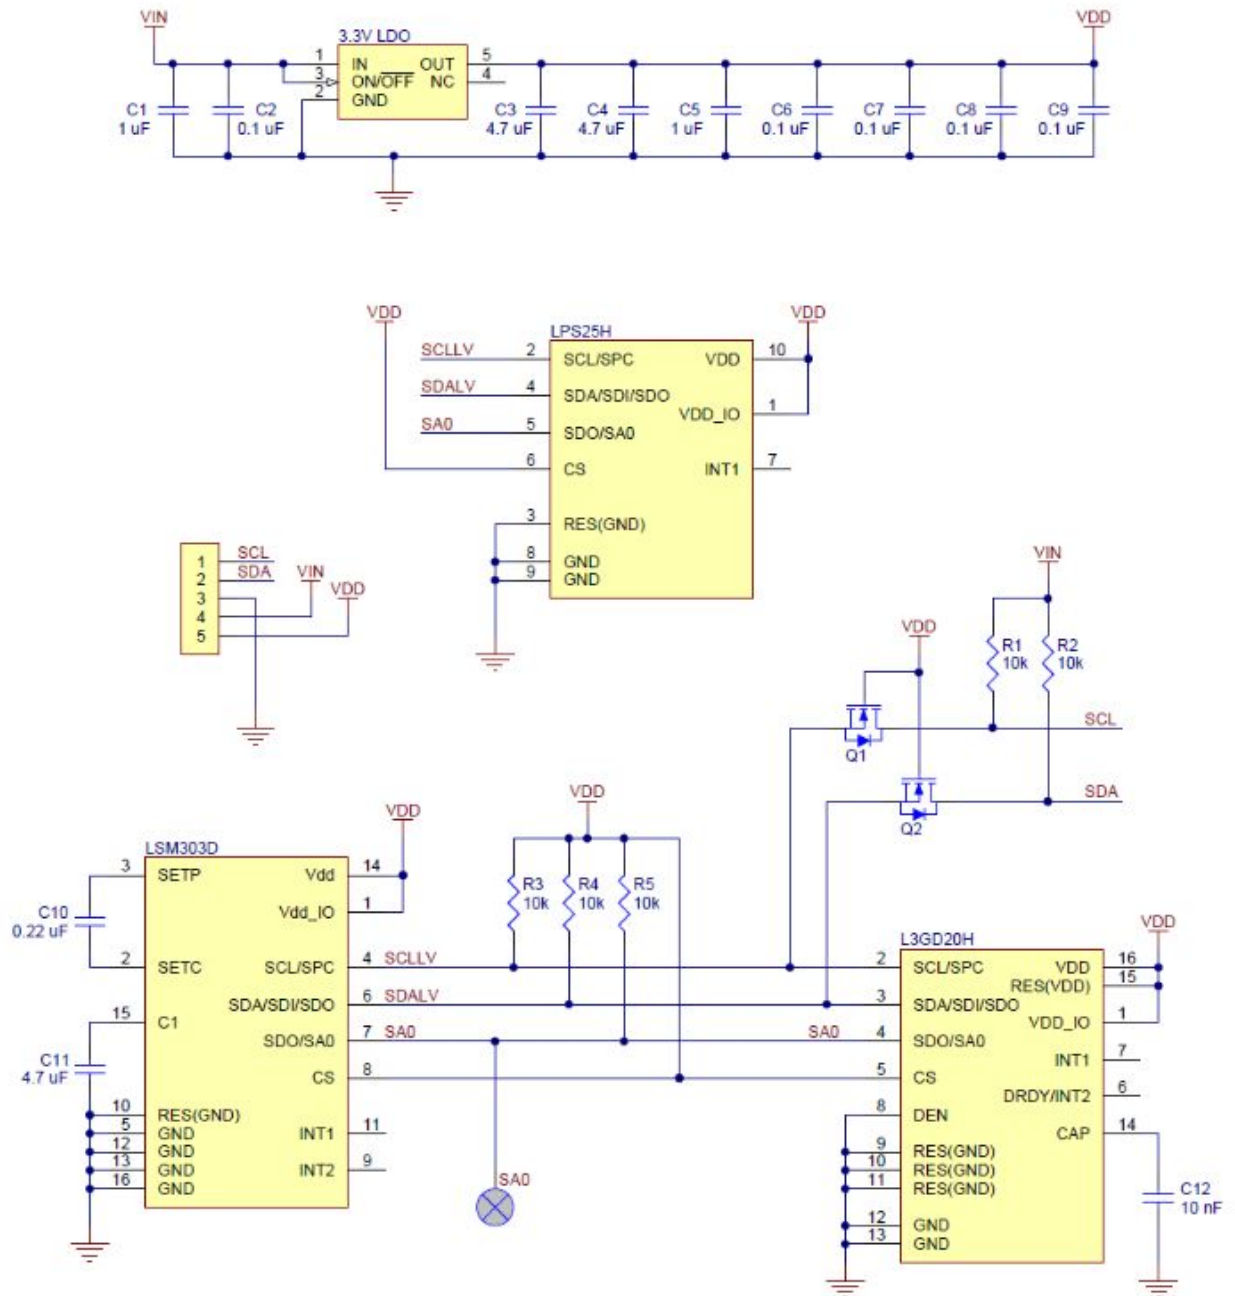 VIN
VDD
3.3V LDO
1 IN OUT 5
3 ON/OFF NC 4
2 GND
C1
1 uF
C2
0.1 uF
C3
4.7 uF
C4
4.7 uF
C5
1 uF
C6
0.1 uF
C7
0.1 uF
C8
0.1 uF
C9
0.1 uF
VDD
VDD
LPS25H
SCLLV 2 SCL/SPC VDD 10
SDALV 4 SDA/SDI/SDO
VDD_IO 1
SA0 5 SDO/SA0
6 CS INT1 7
3 RES(GND)
8 GND
9 GND
1 SCL
2 SDA
3
4
5
VIN
VDD
VIN
VDD
R1
10k
R2
10k
SCL
Q1
SDA
Q2
VDD
VDD
LSM303D
3 SETP Vdd 14
Vdd_IO 1
C10
0.22 uF
2 SETC SCL/SPC 4 SCLLV
SDA/SDI/SDO 6 SDALV
15 C1
SDO/SA0 7 SA0
C11
4.7 uF
CS 8
10 RES(GND)
5 GND INT1 11
12 GND
13 GND INT2 9
16 GND
R3
10k
R4
10k
R5
10k
SA0
VDD
L3GD20H
2 SCL/SPC VDD 16
RES(VDD) 15
3 SDA/SDI/SDO
VDD_IO 1
SA0 4 SDO/SA0
INT1 7
5 CS
DRDY/INT2 6
8 DEN
CAP 14
9 RES(GND)
10 RES(GND)
11 RES(GND)
12 GND
13 GND
C12
10 nF